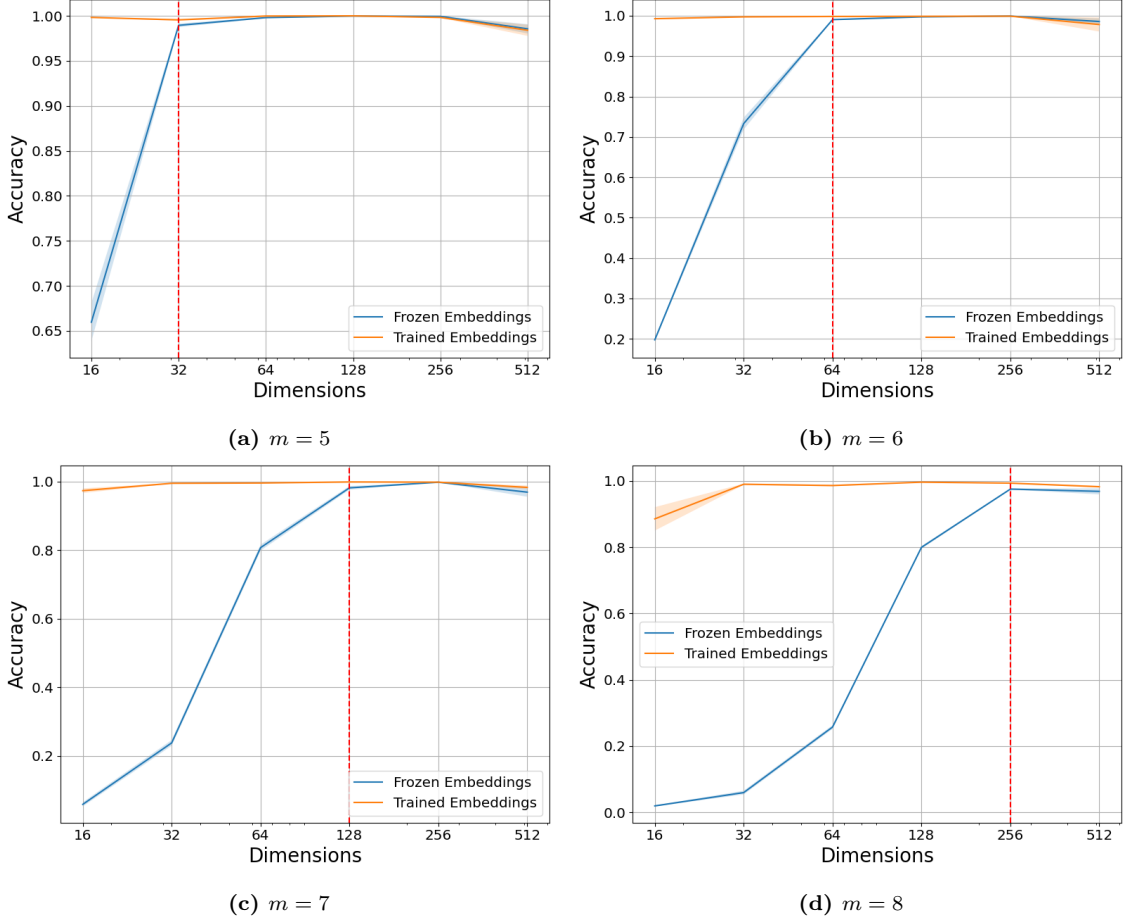 1.00
0.95
0.90
0.85
0.80
0.75
0.70
0.65
Accuracy
16 32 64 128 256 512
Dimensions
Frozen Embeddings
Trained Embeddings
(a) m = 5
1.0
0.9
0.8
0.7
0.6
0.5
0.4
0.3
0.2
Accuracy
16 32 64 128 256 512
Dimensions
Frozen Embeddings
Trained Embeddings
(b) m = 6
1.0
0.8
0.6
0.4
0.2
Accuracy
16 32 64 128 256 512
Dimensions
Frozen Embeddings
Trained Embeddings
(c) m = 7
1.0
0.8
0.6
0.4
0.2
0.0
Accuracy
16 32 64 128 256 512
Dimensions
Frozen Embeddings
Trained Embeddings
(d) m = 8